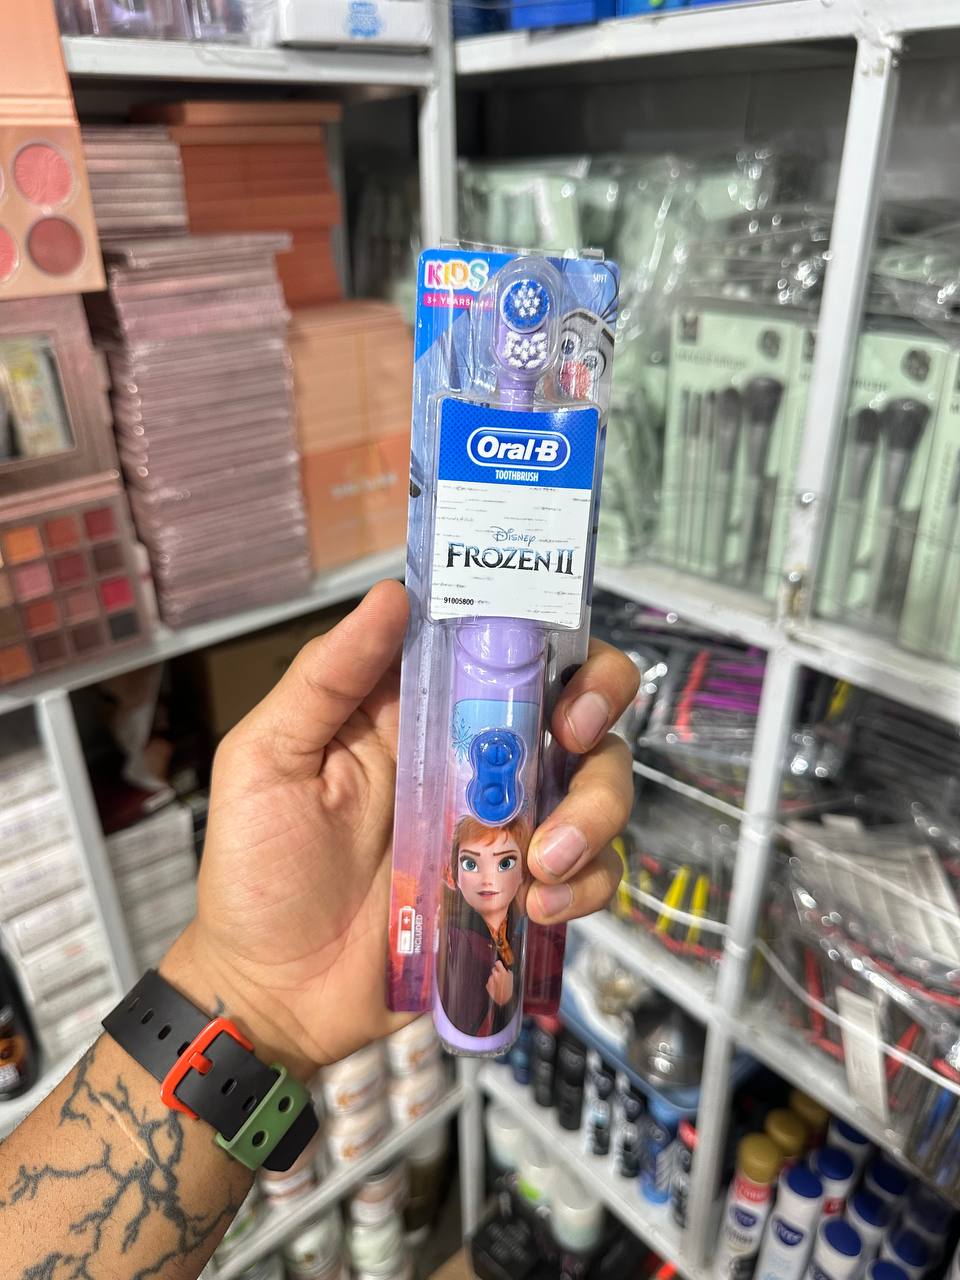 KIDS
3+ YEARS
SOFT
Oral-B
TOOTHBRUSH
Disney
FROZEN II
91005800
INCLUDED